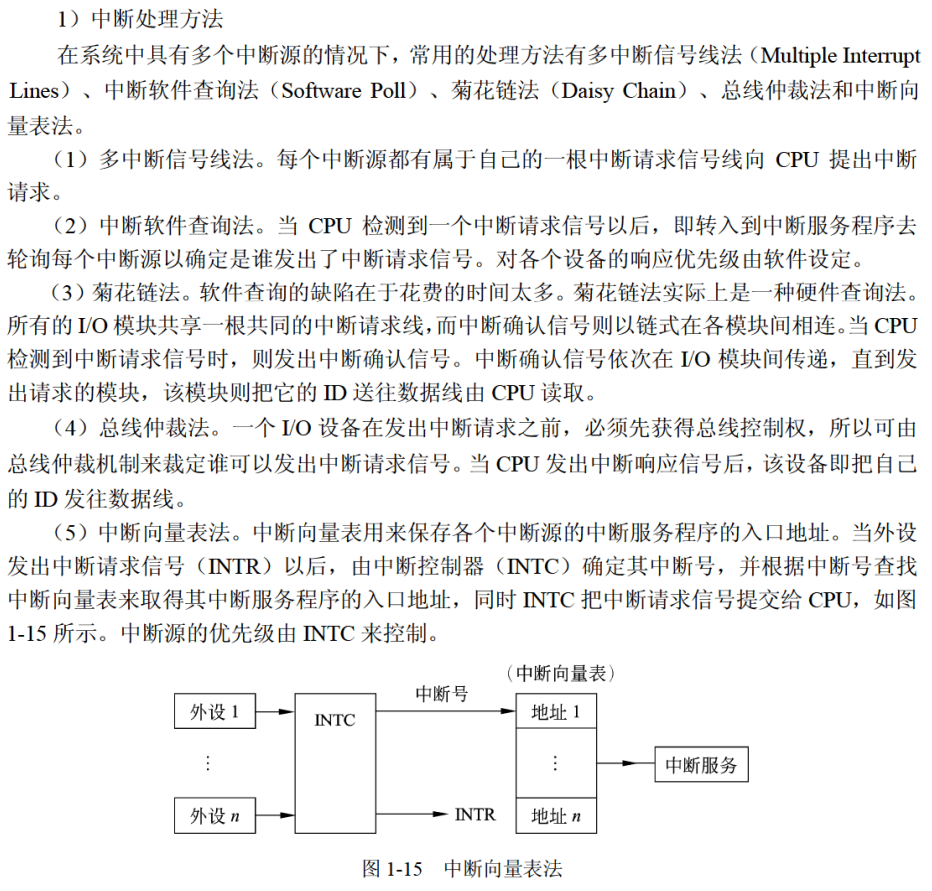 1）中断处理方法
在系统中具有多个中断源的情况下，常用的处理方法有多中断信号线法（Multiple Interrupt
Lines）、中断软件查询法（Software Poll）、菊花链法（Daisy Chain）、总线仲裁法和中断向
量表法。
（1）多中断信号线法。每个中断源都有属于自己的一根中断请求信号线向 CPU 提出中断
请求。
（2）中断软件查询法。当 CPU 检测到一个中断请求信号以后，即转入到中断服务程序去
轮询每个中断源以确定是谁发出了中断请求信号。对各个设备的响应优先级由软件设定。
（3）菊花链法。软件查询的缺陷在于花费的时间太多。菊花链法实际上是一种硬件查询法。
所有的 I/O 模块共享一根共同的中断请求线，而中断确认信号则以链式在各模块间相连。当 CPU
检测到中断请求信号时，则发出中断确认信号。中断确认信号依次在 I/O 模块间传递，直到发
出请求的模块，该模块则把它的 ID 送往数据线由 CPU 读取。
（4）总线仲裁法。一个 I/O 设备在发出中断请求之前，必须先获得总线控制权，所以可由
总线仲裁机制来裁定谁可以发出中断请求信号。当 CPU 发出中断响应信号后，该设备即把自己
的 ID 发往数据线。
（5）中断向量表法。中断向量表用来保存各个中断源的中断服务程序的入口地址。当外设
发出中断请求信号（INTR）以后，由中断控制器（INTC）确定其中断号，并根据中断号查找
中断向量表来取得其中断服务程序的入口地址，同时 INTC 把中断请求信号提交给 CPU，如图
1-15 所示。中断源的优先级由 INTC 来控制。
（中断向量表）
外设 1
INTC
中断号
地址 1
⋮
⋮
中断服务
外设 n
INTR
地址 n
图 1-15 中断向量表法